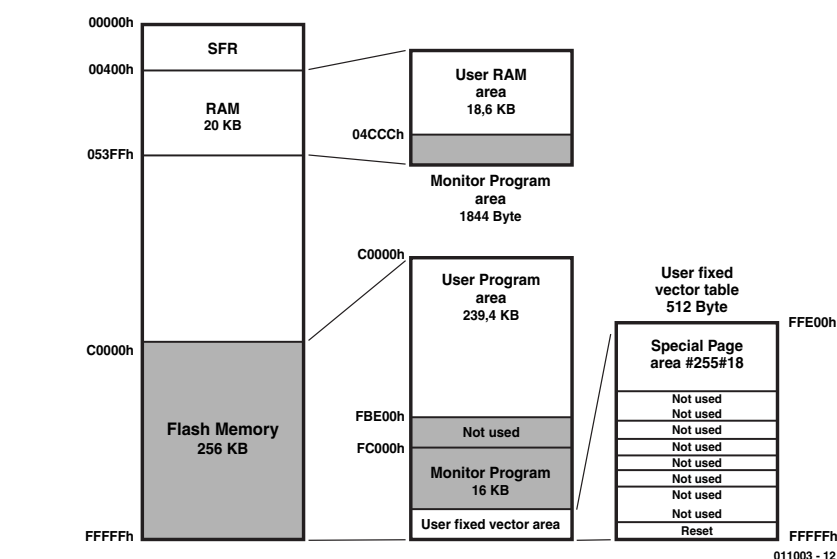 00000h
SFR
00400h
RAM
20 KB
053FFh
C0000h
Flash Memory
256 KB
FFFFFh
User RAM
area
18,6 KB
04CCCh
Monitor Program
area
1844 Byte
C0000h
User Program
area
239,4 KB
FBE00h
Not used
FC000h
Monitor Program
16 KB
User fixed vector area
User fixed
vector table
512 Byte
FFE00h
Special Page
area #255#18
Not used
Not used
Not used
Not used
Not used
Not used
Not used
Not used
Reset
FFFFFh
011003 - 12